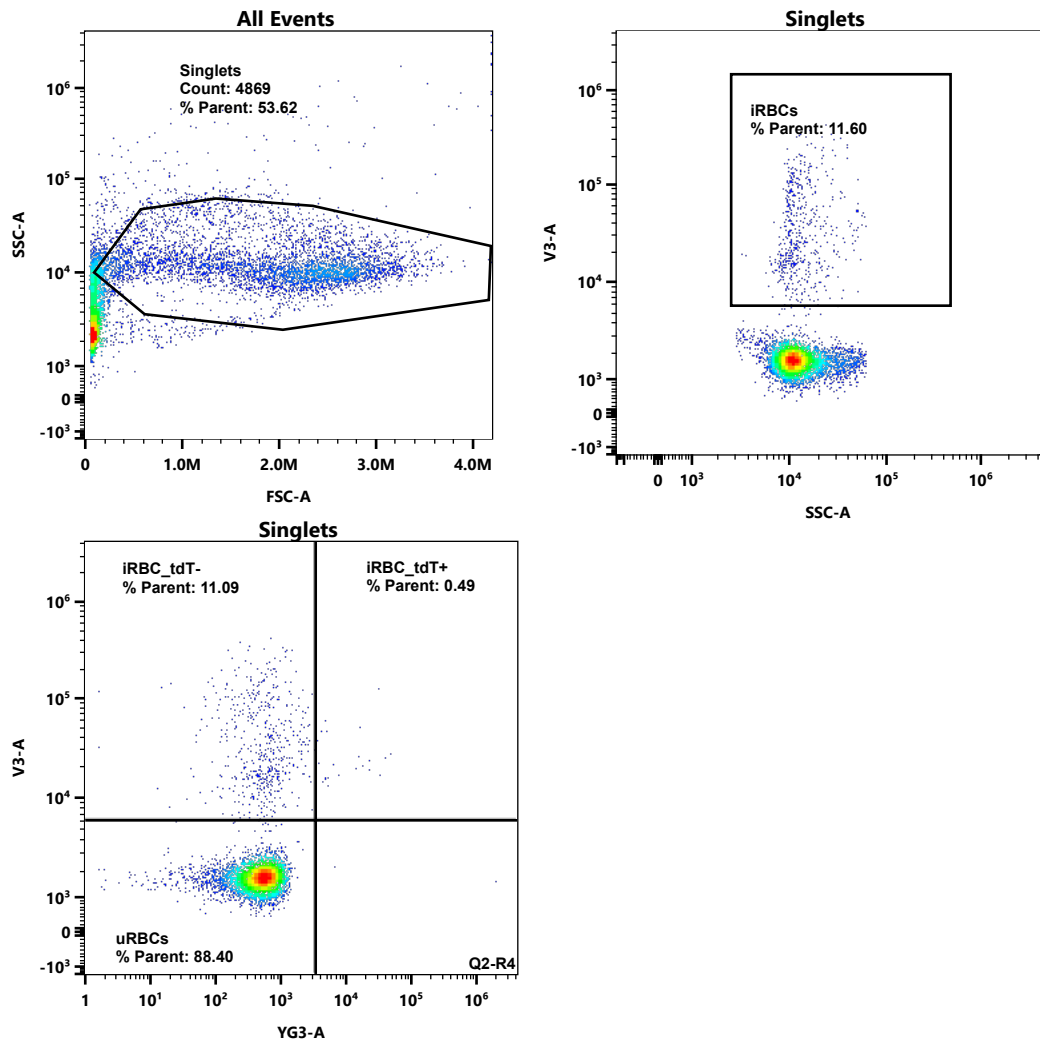 All Events
Singlets
Count: 4869
% Parent: 53.62
10⁶
10⁵
10⁴
10³
0
-10³
SSC-A
0
1.0M
2.0M
3.0M
4.0M
FSC-A
Singlets
iRBCs
% Parent: 11.60
10⁶
10⁵
10⁴
10³
0
-10³
V3-A
0
10³
10⁴
10⁵
10⁶
SSC-A
Singlets
iRBC_tdT-
% Parent: 11.09
iRBC_tdT+
% Parent: 0.49
10⁶
10⁵
10⁴
10³
0
-10³
V3-A
uRBCs
% Parent: 88.40
Q2-R4
1
10¹
10²
10³
10⁴
10⁵
10⁶
YG3-A